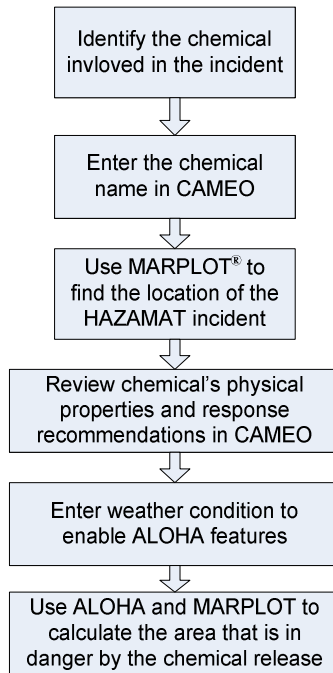 Identify the chemical
invloved in the incident
Enter the chemical
name in CAMEO
Use MARPLOT® to
find the location of the
HAZAMAT incident
Review chemical's physical
properties and response
recommendations in CAMEO
Enter weather condition to
enable ALOHA features
Use ALOHA and MARPLOT to
calculate the area that is in
danger by the chemical release